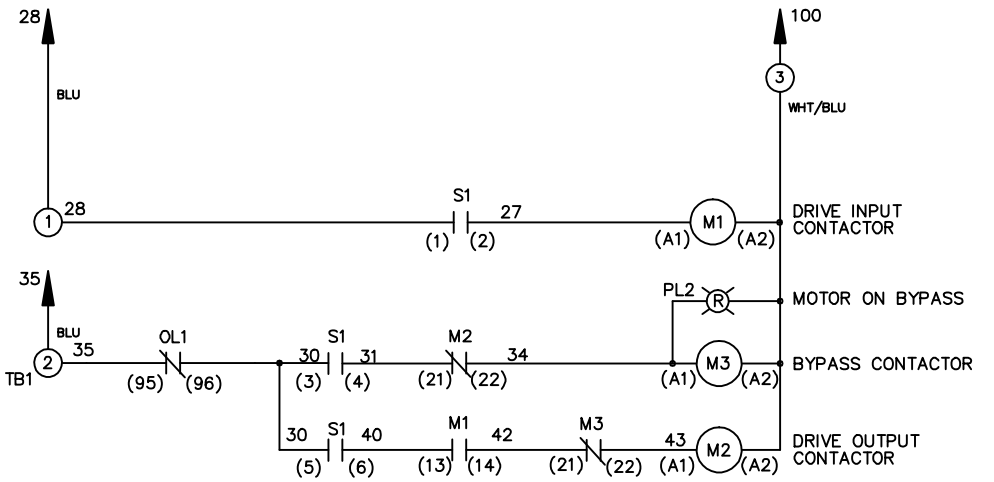 28
100
3
BLU
WHT/BLU
S1
1
28
27
M1
DRIVE INPUT
CONTACTOR
(1)
(2)
(A1)
(A2)
35
PL2
R
MOTOR ON BYPASS
BLU
OL1
S1
M2
2
35
30
31
34
M3
BYPASS CONTACTOR
TB1
(95)
(96)
(3)
(4)
(21)
(22)
(A1)
(A2)
S1
M1
M3
30
40
42
43
M2
DRIVE OUTPUT
CONTACTOR
(5)
(6)
(13)
(14)
(21)
(22)
(A1)
(A2)